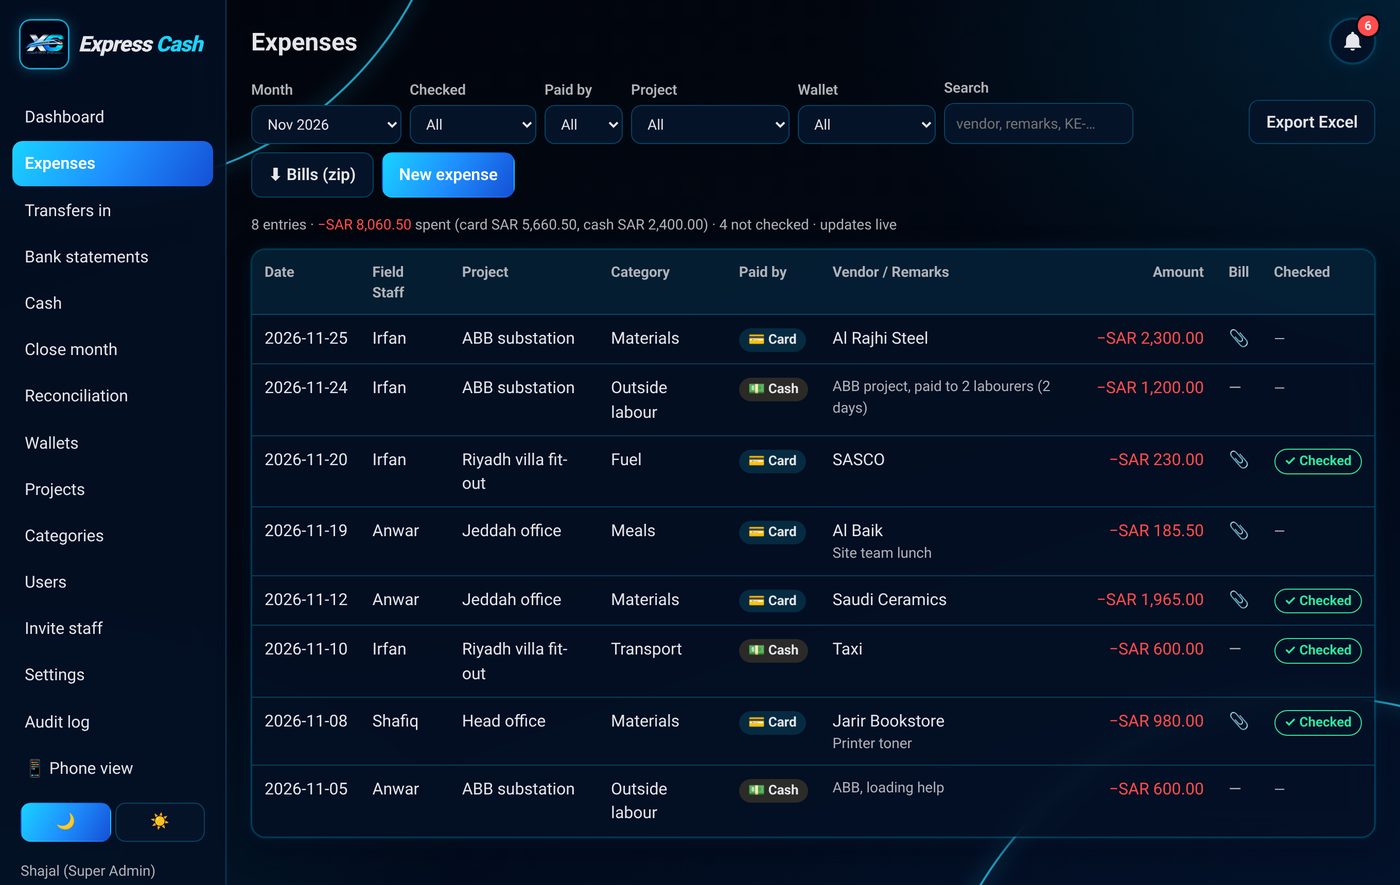 Express Cash
Dashboard
Expenses
Transfers in
Bank statements
Cash
Close month
Reconciliation
Wallets
Projects
Categories
Users
Invite staff
Settings
Audit log
📱 Phone view
Shajal (Super Admin)
Expenses
6
Month Checked Paid by Project Wallet Search
Nov 2026 All All All All vendor, remarks, KE-... Export Excel
⬇ Bills (zip) New expense
8 entries · −SAR 8,060.50 spent (card SAR 5,660.50, cash SAR 2,400.00) · 4 not checked · updates live
Date Field Staff Project Category Paid by Vendor / Remarks Amount Bill Checked
2026-11-25 Irfan ABB substation Materials 💳 Card Al Rajhi Steel −SAR 2,300.00 📎 —
2026-11-24 Irfan ABB substation Outside labour 💵 Cash ABB project, paid to 2 labourers (2 days) −SAR 1,200.00 — —
2026-11-20 Irfan Riyadh villa fit-out Fuel 💳 Card SASCO −SAR 230.00 📎 ✓ Checked
2026-11-19 Anwar Jeddah office Meals 💳 Card Al Baik −SAR 185.50 📎 —
Site team lunch
2026-11-12 Anwar Jeddah office Materials 💳 Card Saudi Ceramics −SAR 1,965.00 📎 ✓ Checked
2026-11-10 Irfan Riyadh villa fit-out Transport 💵 Cash Taxi −SAR 600.00 — ✓ Checked
2026-11-08 Shafiq Head office Materials 💳 Card Jarir Bookstore −SAR 980.00 📎 ✓ Checked
Printer toner
2026-11-05 Anwar ABB substation Outside labour 💵 Cash ABB, loading help −SAR 600.00 — —